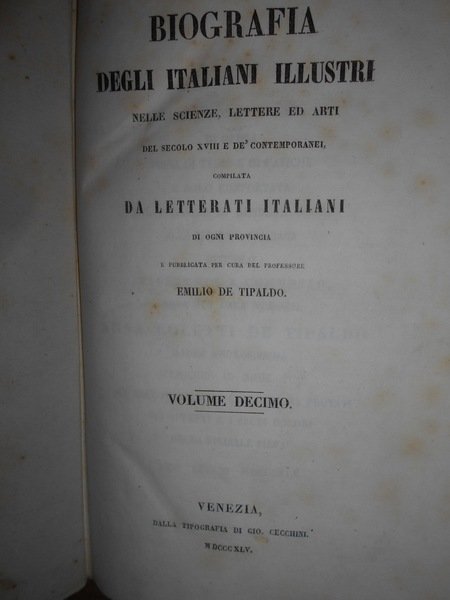 BIOGRAFIA
DEGLI ITALIANI ILLUSTRI
NELLE SCIENZE, LETTERE ED ARTI
DEL SECOLO XVIII E DE' CONTEMPORANEI,
COMPILATA
DA LETTERATI ITALIANI
DI OGNI PROVINCIA
E PUBBLICATA PER CURA DEL PROFESSORE
EMILIO DE TIPALDO.
VOLUME DECIMO.
VENEZIA,
DALLA TIPOGRAFIA DI GIO. CECCHINI.
MDCCCXLV.